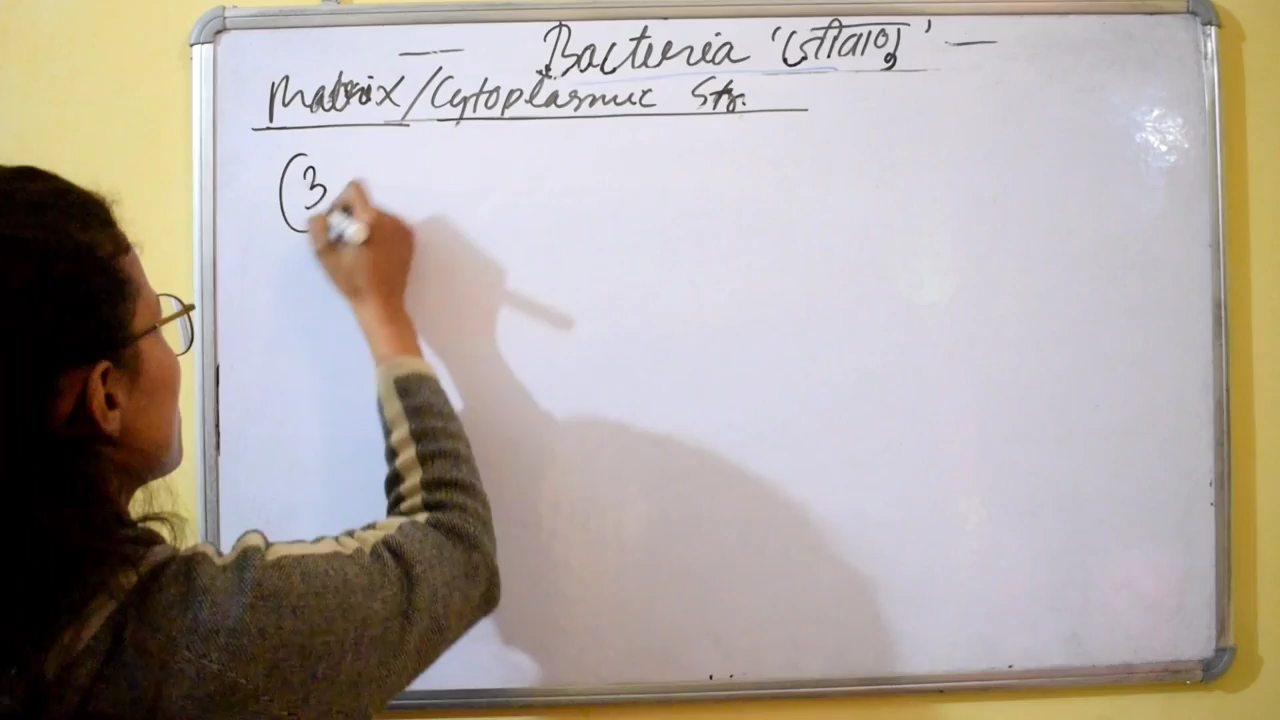 — Bacteria 'जीवाणु' —
Matrix/Cytoplasmic Str.
(3